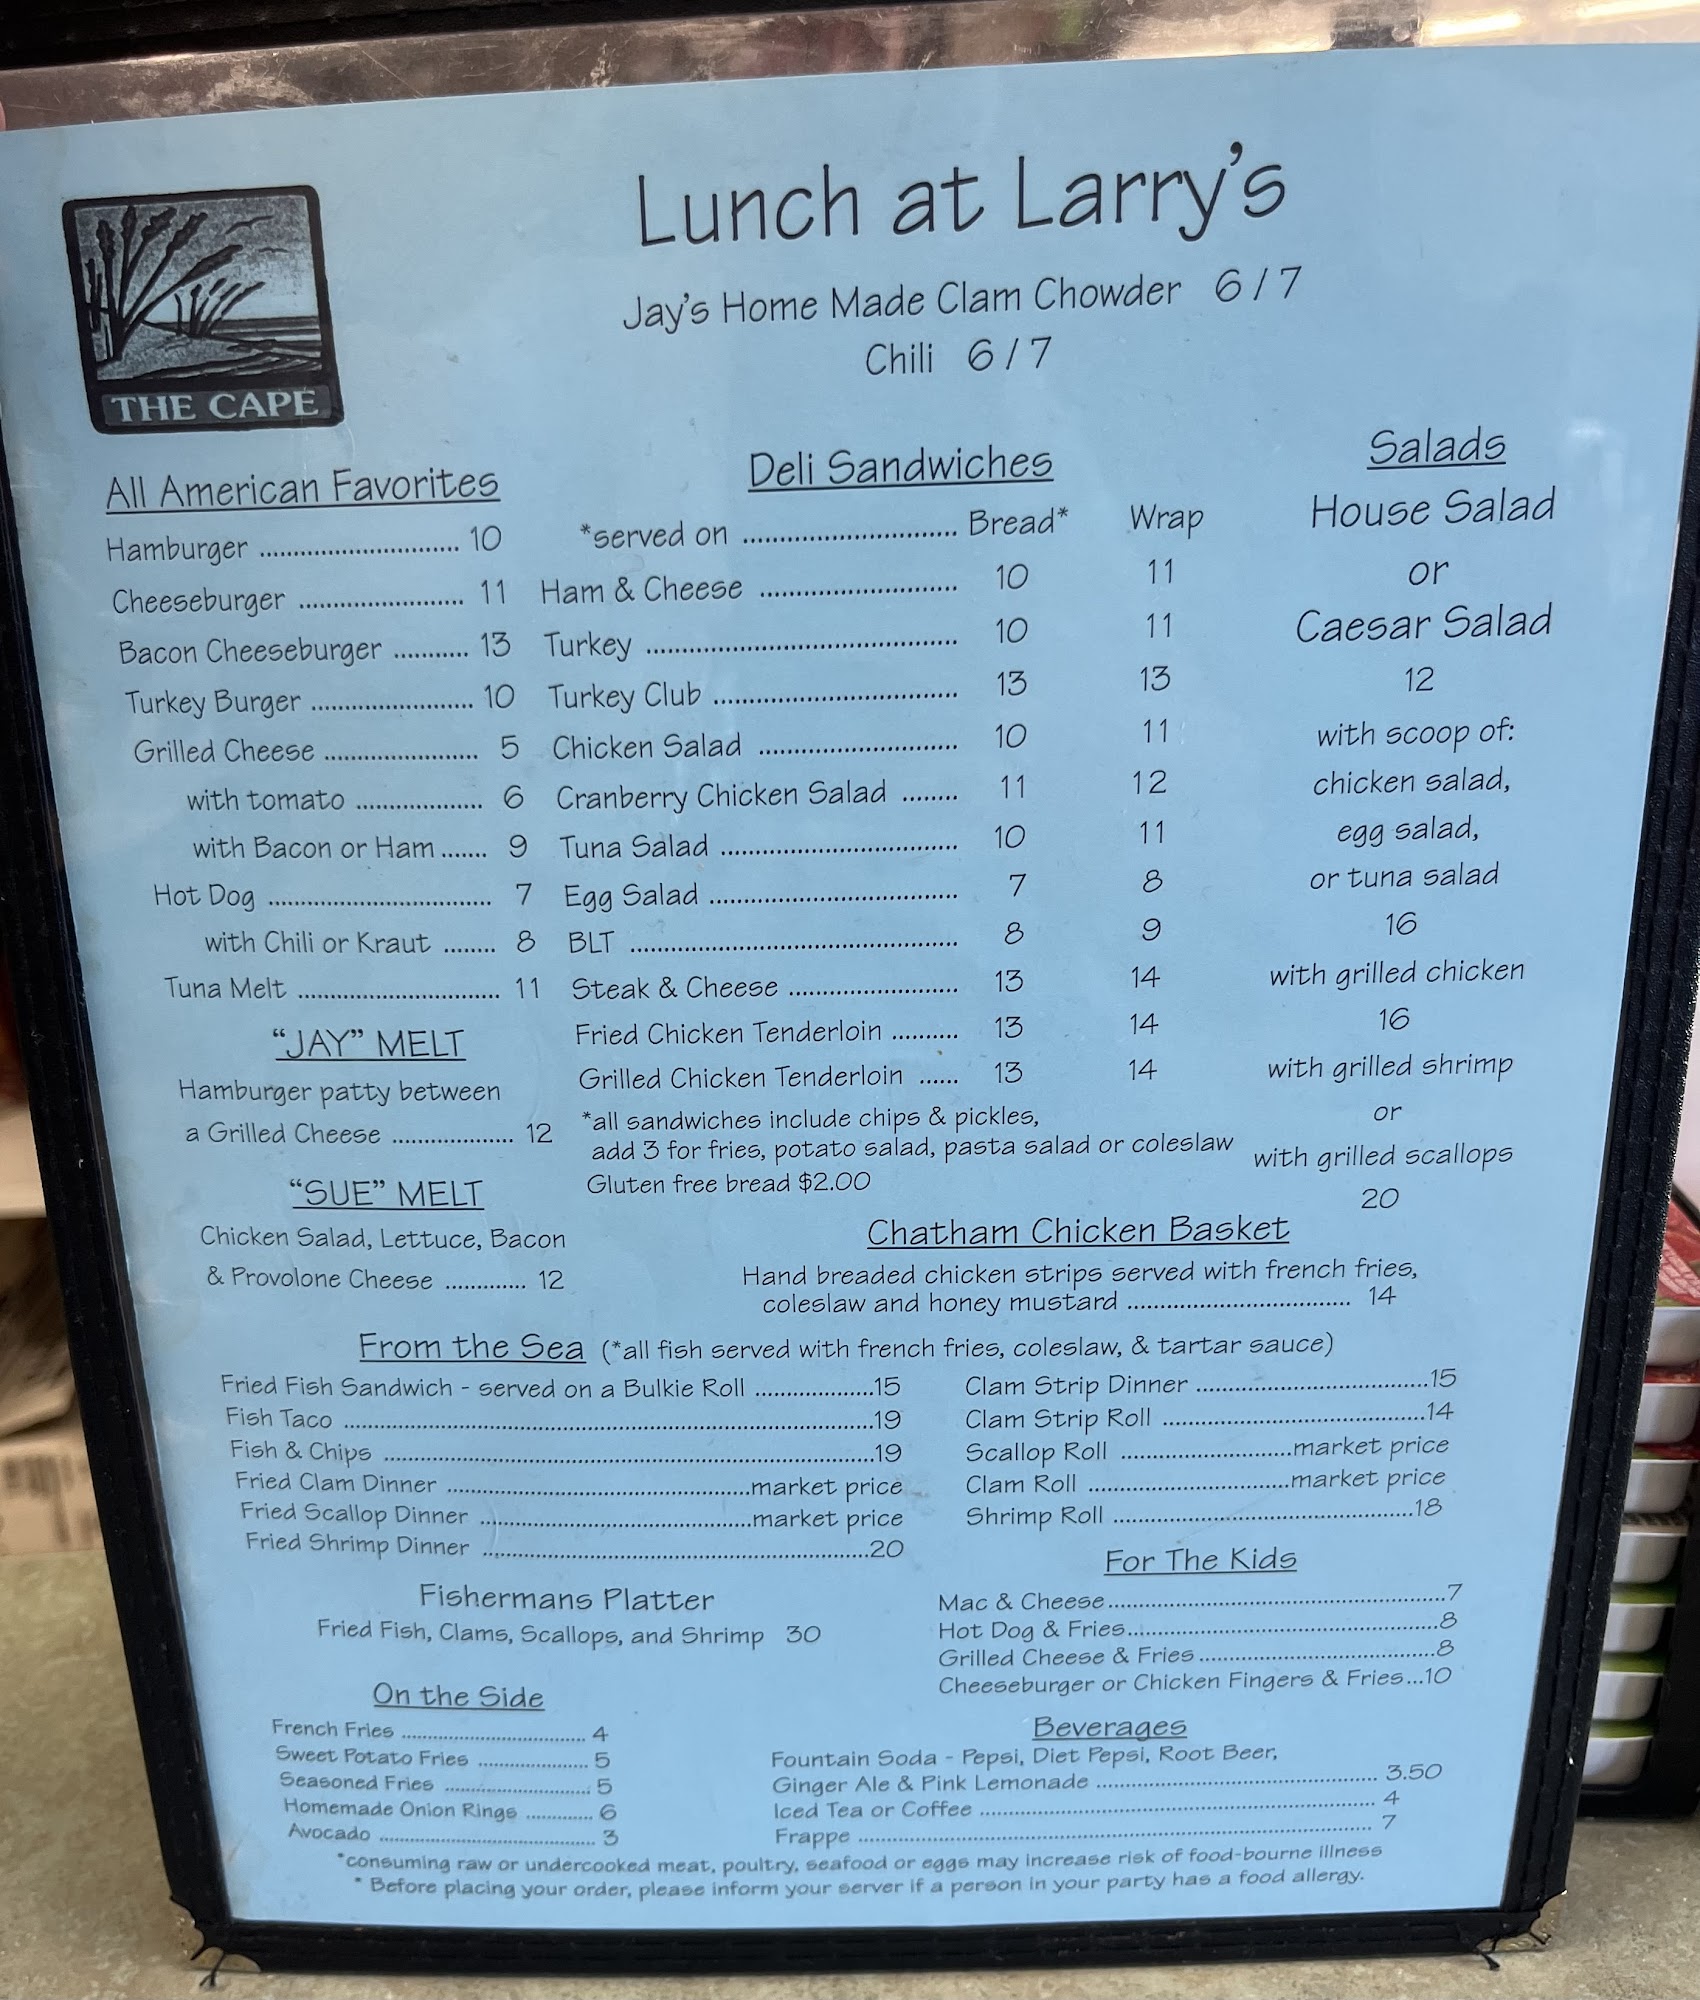 THE CAPE
Lunch at Larry's
Jay's Home Made Clam Chowder 6 / 7
Chili 6 / 7
All American Favorites
Hamburger ............................. 10
Cheeseburger ........................ 11
Bacon Cheeseburger ........... 13
Turkey Burger ........................ 10
Grilled Cheese ....................... 5
with tomato ................... 6
with Bacon or Ham ....... 9
Hot Dog .................................. 7
with Chili or Kraut ........ 8
Tuna Melt .............................. 11
"JAY" MELT
Hamburger patty between
a Grilled Cheese .................... 12
"SUE" MELT
Chicken Salad, Lettuce, Bacon
& Provolone Cheese ............. 12
Deli Sandwiches
*served on ............................... Bread* Wrap
Ham & Cheese ............................. 10 11
Turkey ............................................... 10 11
Turkey Club .................................... 13 13
Chicken Salad ............................. 10 11
Cranberry Chicken Salad ........ 11 12
Tuna Salad ................................... 10 11
Egg Salad .................................... 7 8
BLT ................................................. 8 9
Steak & Cheese ......................... 13 14
Fried Chicken Tenderloin .......... 13 14
Grilled Chicken Tenderloin ...... 13 14
*all sandwiches include chips & pickles,
add 3 for fries, potato salad, pasta salad or coleslaw
Gluten free bread $2.00
Salads
House Salad
or
Caesar Salad
12
with scoop of:
chicken salad,
egg salad,
or tuna salad
16
with grilled chicken
16
with grilled shrimp
or
with grilled scallops
20
Chatham Chicken Basket
Hand breaded chicken strips served with french fries,
coleslaw and honey mustard ................................... 14
From the Sea (*all fish served with french fries, coleslaw, & tartar sauce)
Fried Fish Sandwich - served on a Bulkie Roll ...................15
Fish Taco .....................................................................................19
Fish & Chips ...............................................................................19
Fried Clam Dinner ................................................market price
Fried Scallop Dinner ...........................................market price
Fried Shrimp Dinner ..............................................................20
Clam Strip Dinner .....................................15
Clam Strip Roll ..........................................14
Scallop Roll ...........................market price
Clam Roll ................................market price
Shrimp Roll ................................................18
Fishermans Platter
Fried Fish, Clams, Scallops, and Shrimp 30
For The Kids
Mac & Cheese......................................................7
Hot Dog & Fries..................................................8
Grilled Cheese & Fries......................................8
Cheeseburger or Chicken Fingers & Fries...10
On the Side
French Fries .................................. 4
Sweet Potato Fries .................... 5
Seasoned Fries ........................... 5
Homemade Onion Rings ............ 6
Avocado ........................................ 3
Beverages
Fountain Soda - Pepsi, Diet Pepsi, Root Beer,
Ginger Ale & Pink Lemonade .............................................. 3.50
Iced Tea or Coffee ................................................................. 4
Frappe ........................................................................................ 7
*consuming raw or undercooked meat, poultry, seafood or eggs may increase risk of food-bourne illness
* Before placing your order, please inform your server if a person in your party has a food allergy.